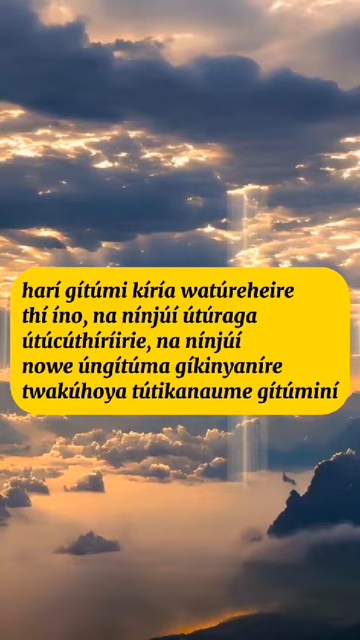 harí gítúmi kíría watúreheire
thí íno, na nínjúí útúraga
útúcúthíríirie, na nínjúí
nowe úngítúma gíkinyaníre
twakúhoya tútikanaume gítúminí